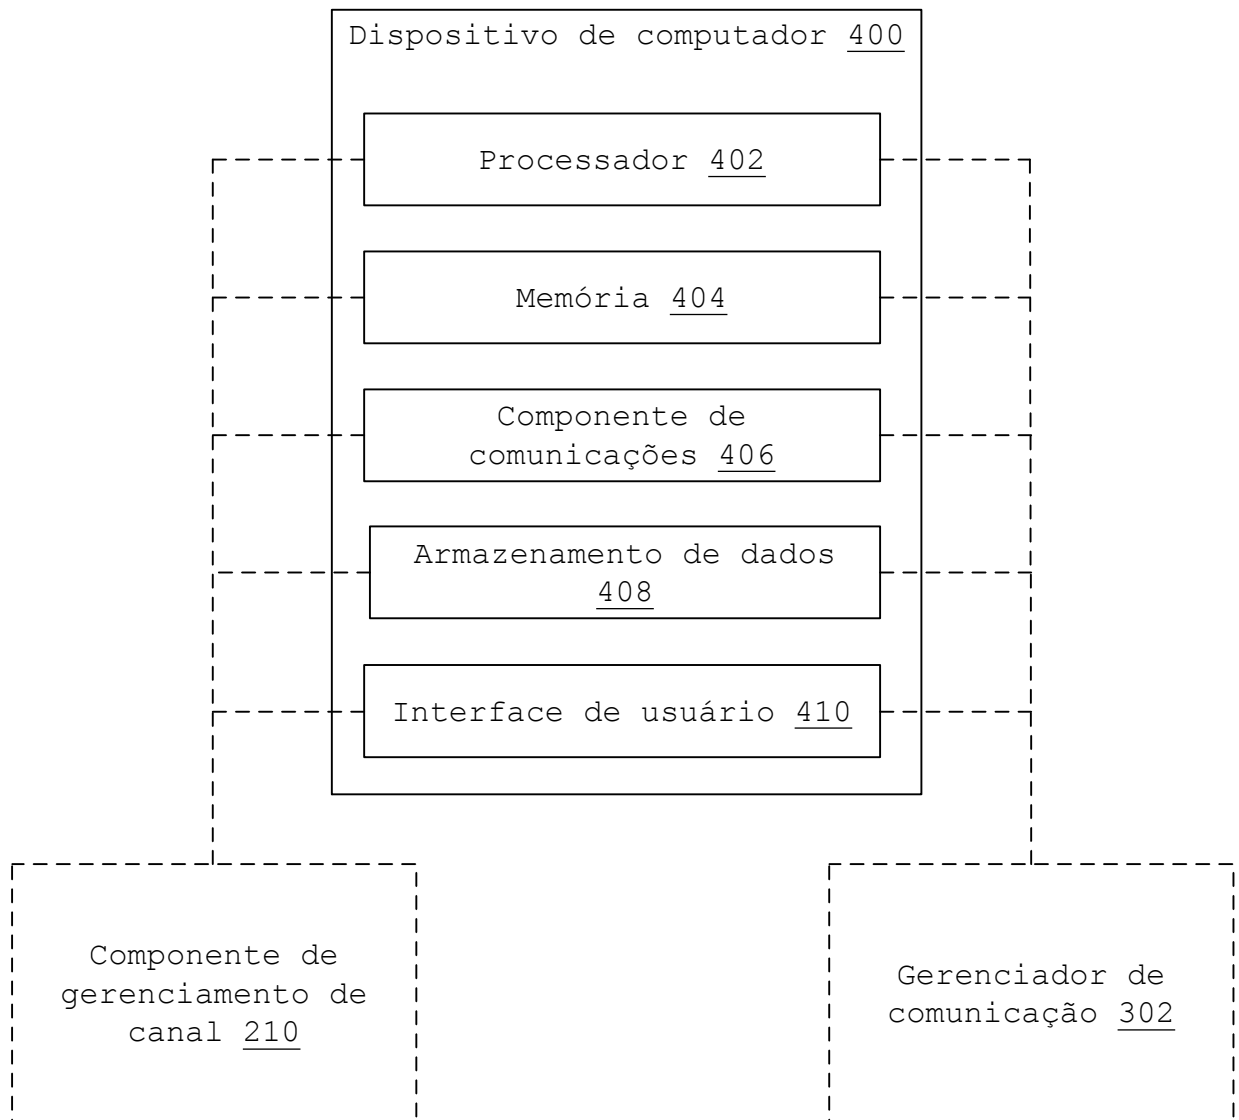 Dispositivo de computador 400
Processador 402
Memória 404
Componente de
comunicações 406
Armazenamento de dados
408
Interface de usuário 410
Componente de
gerenciamento de
canal 210
Gerenciador de
comunicação 302